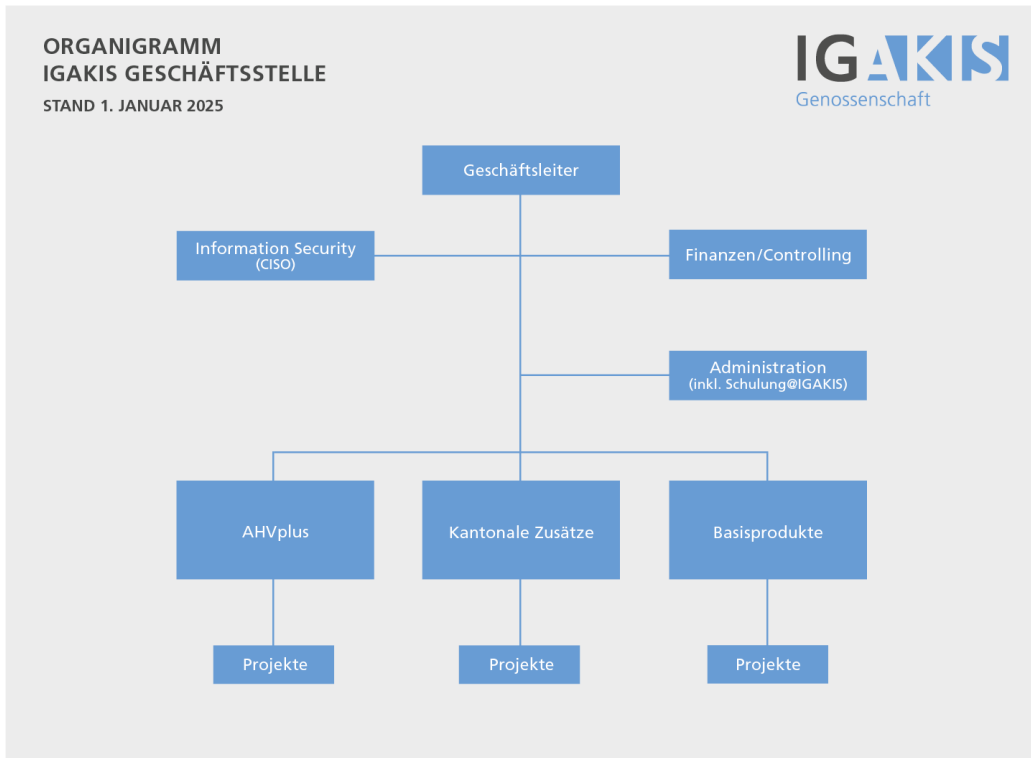 ORGANIGRAMM
IGAKIS GESCHÄFTSSTELLE
STAND 1. JANUAR 2025
IGAKIS
Genossenschaft
Geschäftsleiter
Information Security
(CISO)
Finanzen/Controlling
Administration
(inkl. Schulung@IGAKIS)
AHVplus
Kantonale Zusätze
Basisprodukte
Projekte
Projekte
Projekte